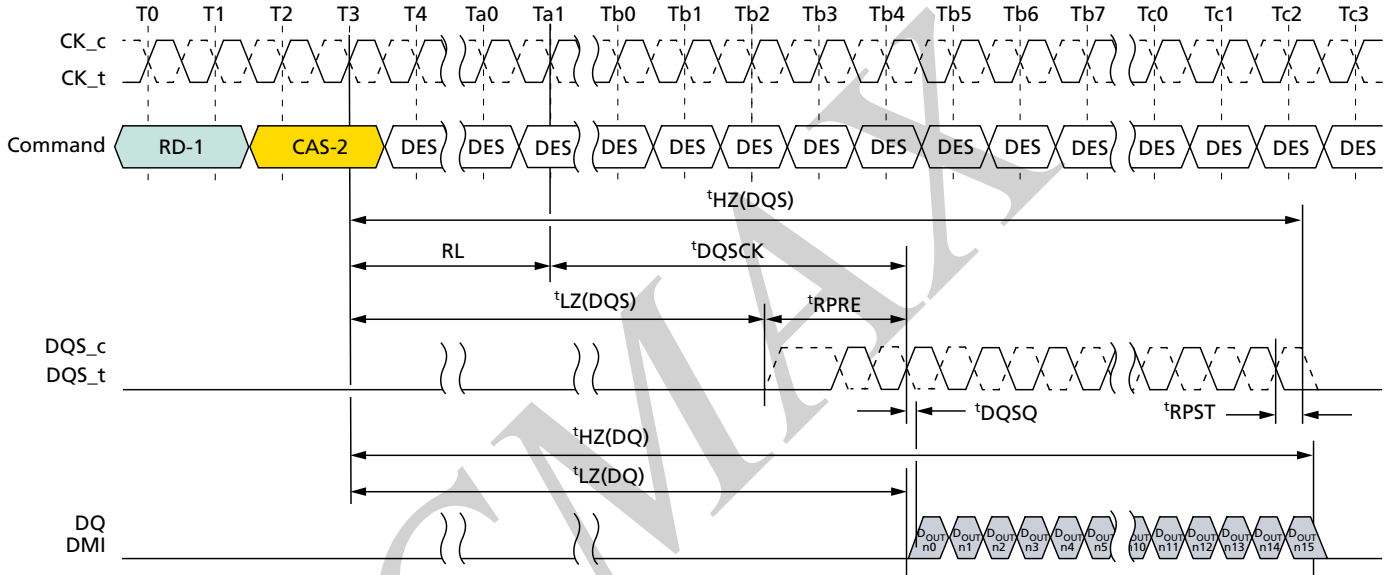 T0 T1 T2 T3 T4 Ta0 Ta1 Tb0 Tb1 Tb2 Tb3 Tb4 Tb5 Tb6 Tb7 Tc0 Tc1 Tc2 Tc3
CK_c
CK_t
Command RD-1 CAS-2 DES DES DES DES DES DES DES DES DES DES DES DES DES DES DES
tHZ(DQS)
RL tDQSCK
tLZ(DQS) tRPRE
DQS_c
DQS_t
tDQSQ tRPST
tHZ(DQ)
tLZ(DQ)
DQ
DMI
DOUT n0 DOUT n1 DOUT n2 DOUT n3 DOUT n4 DOUT n5 DOUT n10 DOUT n11 DOUT n12 DOUT n13 DOUT n14 DOUT n15
CMAX